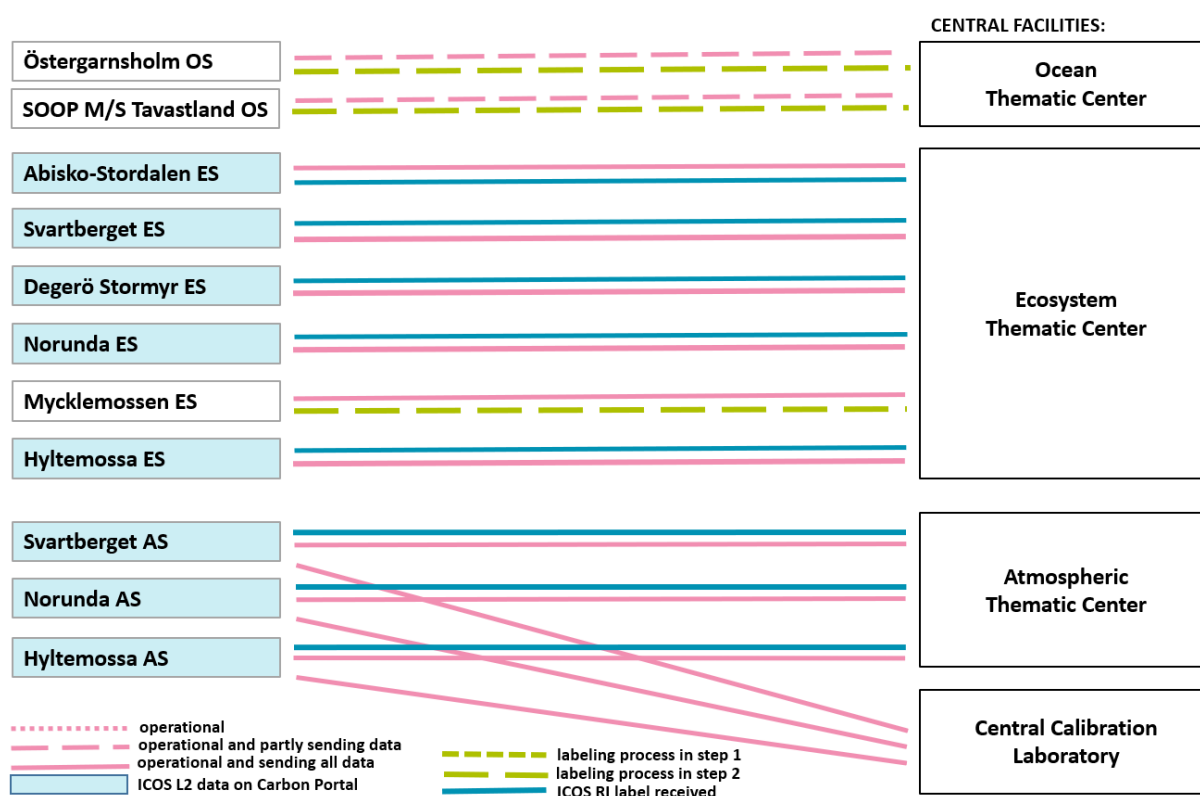 CENTRAL FACILITIES:
Östergarnsholm OS
SOOP M/S Tavastland OS
Ocean
Thematic Center
Abisko-Stordalen ES
Svartberget ES
Degerö Stormyr ES
Norunda ES
Mycklemossen ES
Hyltemossa ES
Ecosystem
Thematic Center
Svartberget AS
Norunda AS
Hyltemossa AS
Atmospheric
Thematic Center
Central Calibration
Laboratory
operational
operational and partly sending data
operational and sending all data
ICOS L2 data on Carbon Portal
labeling process in step 1
labeling process in step 2
ICOS RI label received